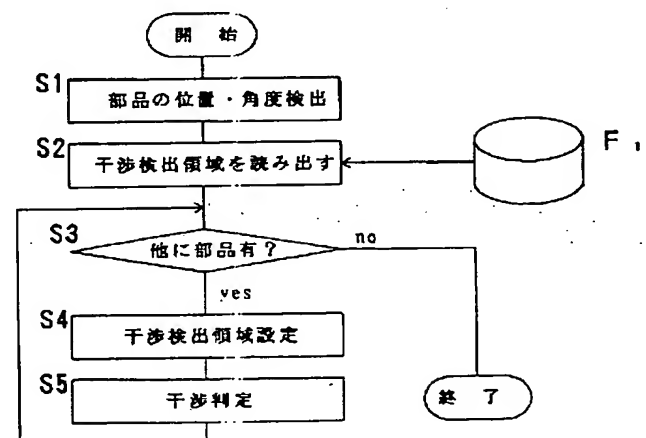 開 始
S1
部品の位置・角度検出
S2
干渉検出領域を読み出す
F1
S3
他に部品有?
no
yes
S4
干渉検出領域設定
S5
干渉判定
終 了